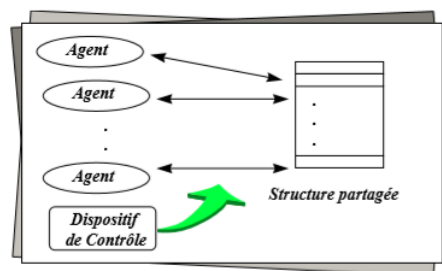 Agent
Agent
.
.
Agent
.
.
.
Structure partagée
Dispositif
de Contrôle